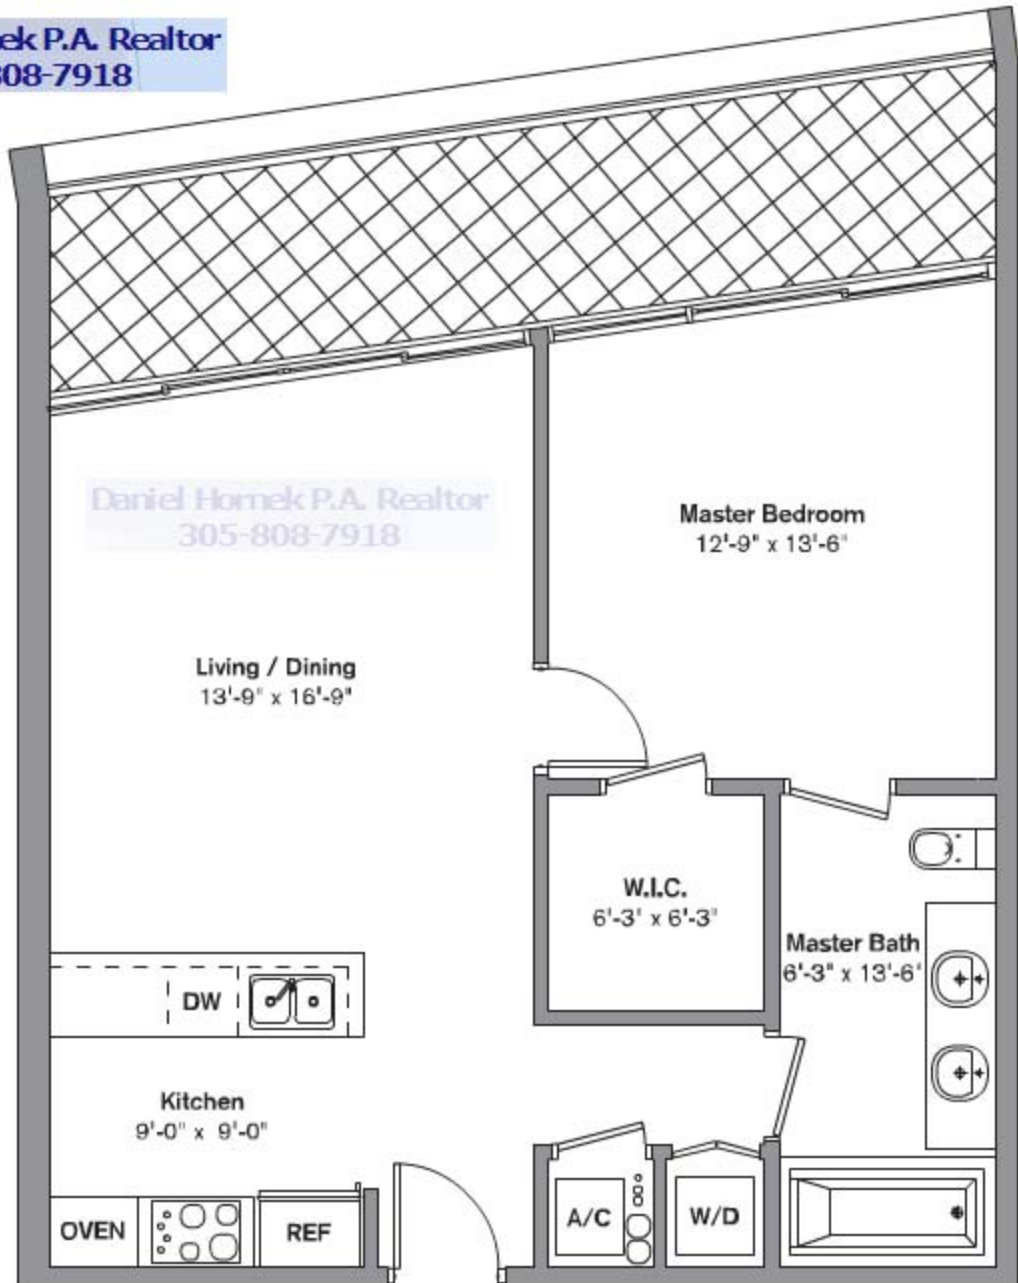 ek P.A. Realtor
808-7918
Daniel Hornek P.A. Realtor
305-808-7918
Master Bedroom
12'-9" x 13'-6"
Living / Dining
13'-9" x 16'-9"
W.I.C.
6'-3" x 6'-3"
Master Bath
6'-3" x 13'-6"
DW
Kitchen
9'-0" x 9'-0"
OVEN
REF
A/C
W/D